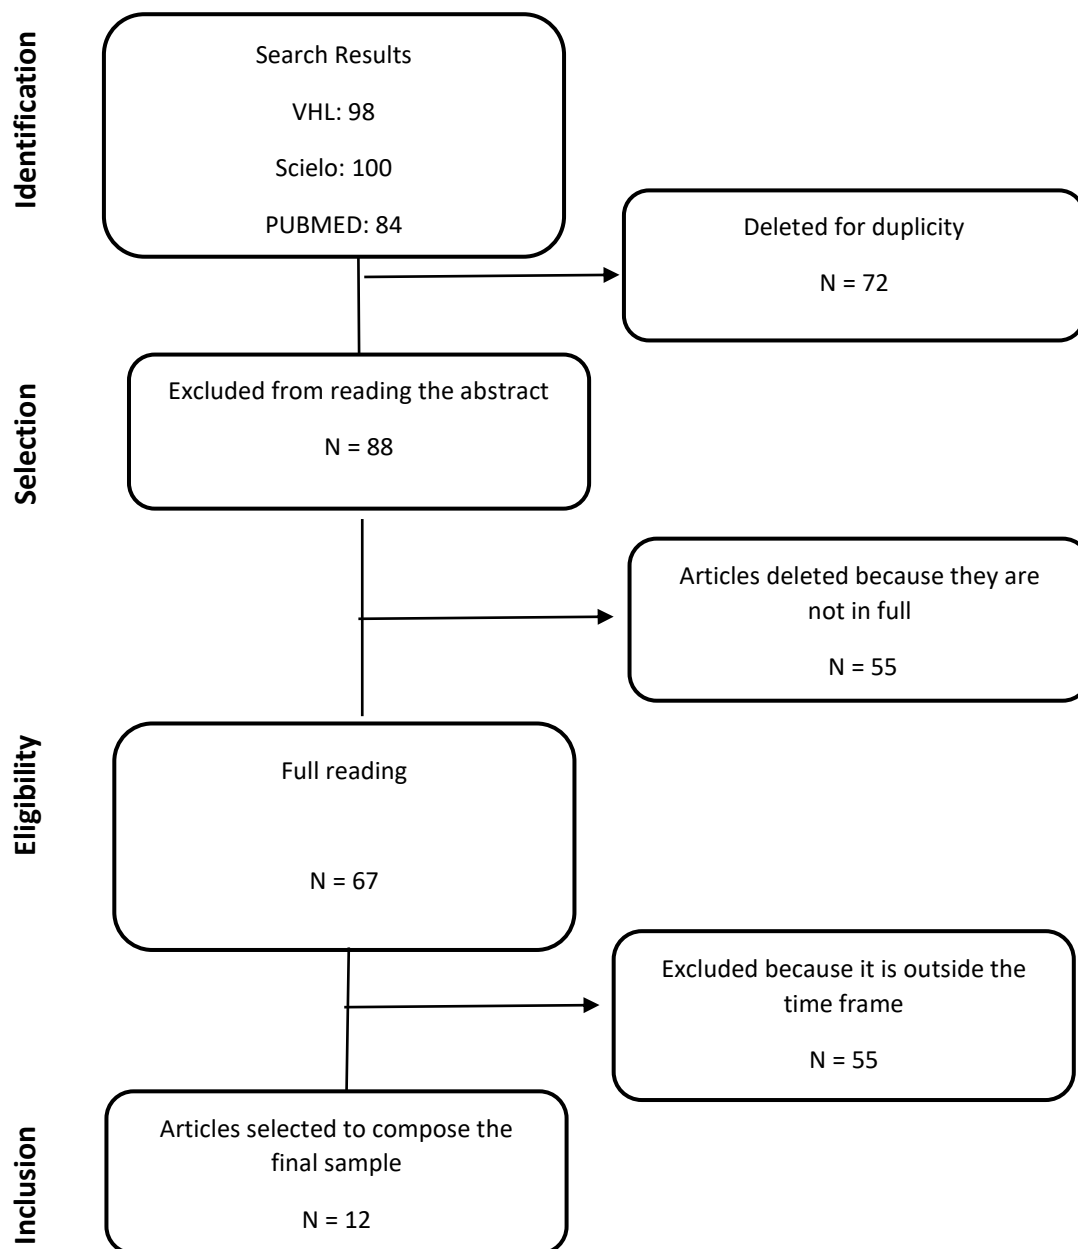 Identification
Search Results
VHL: 98
Scielo: 100
PUBMED: 84
Deleted for duplicity
N = 72
Selection
Excluded from reading the abstract
N = 88
Articles deleted because they are
not in full
N = 55
Eligibility
Full reading
N = 67
Excluded because it is outside the
time frame
N = 55
Inclusion
Articles selected to compose the
final sample
N = 12